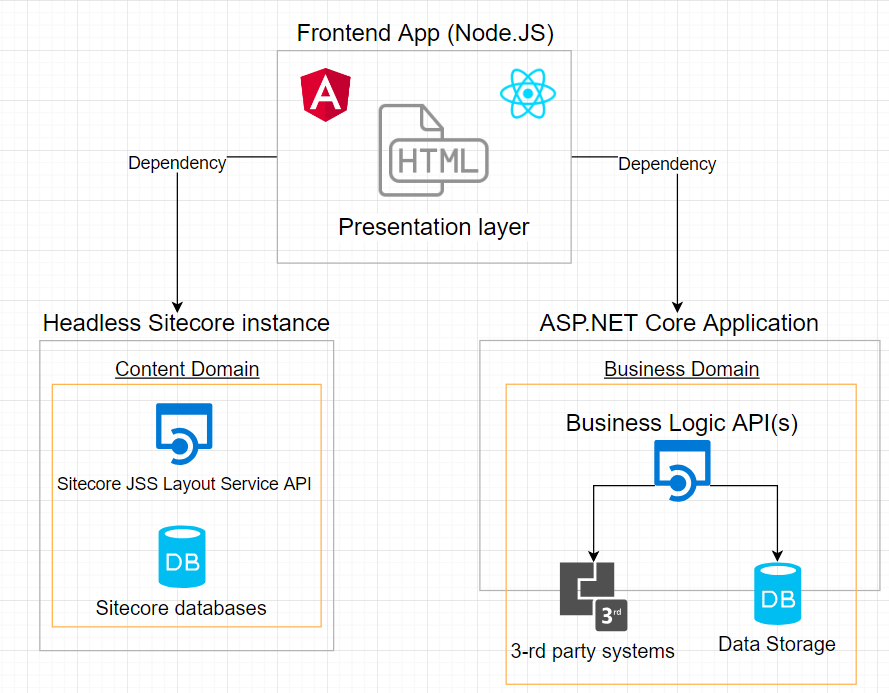 Frontend App (Node.JS)
A
HTML
Presentation layer
Dependency
Dependency
Headless Sitecore instance
Content Domain
Sitecore JSS Layout Service API
DB
Sitecore databases
ASP.NET Core Application
Business Domain
Business Logic API(s)
3rd
3-rd party systems
DB
Data Storage